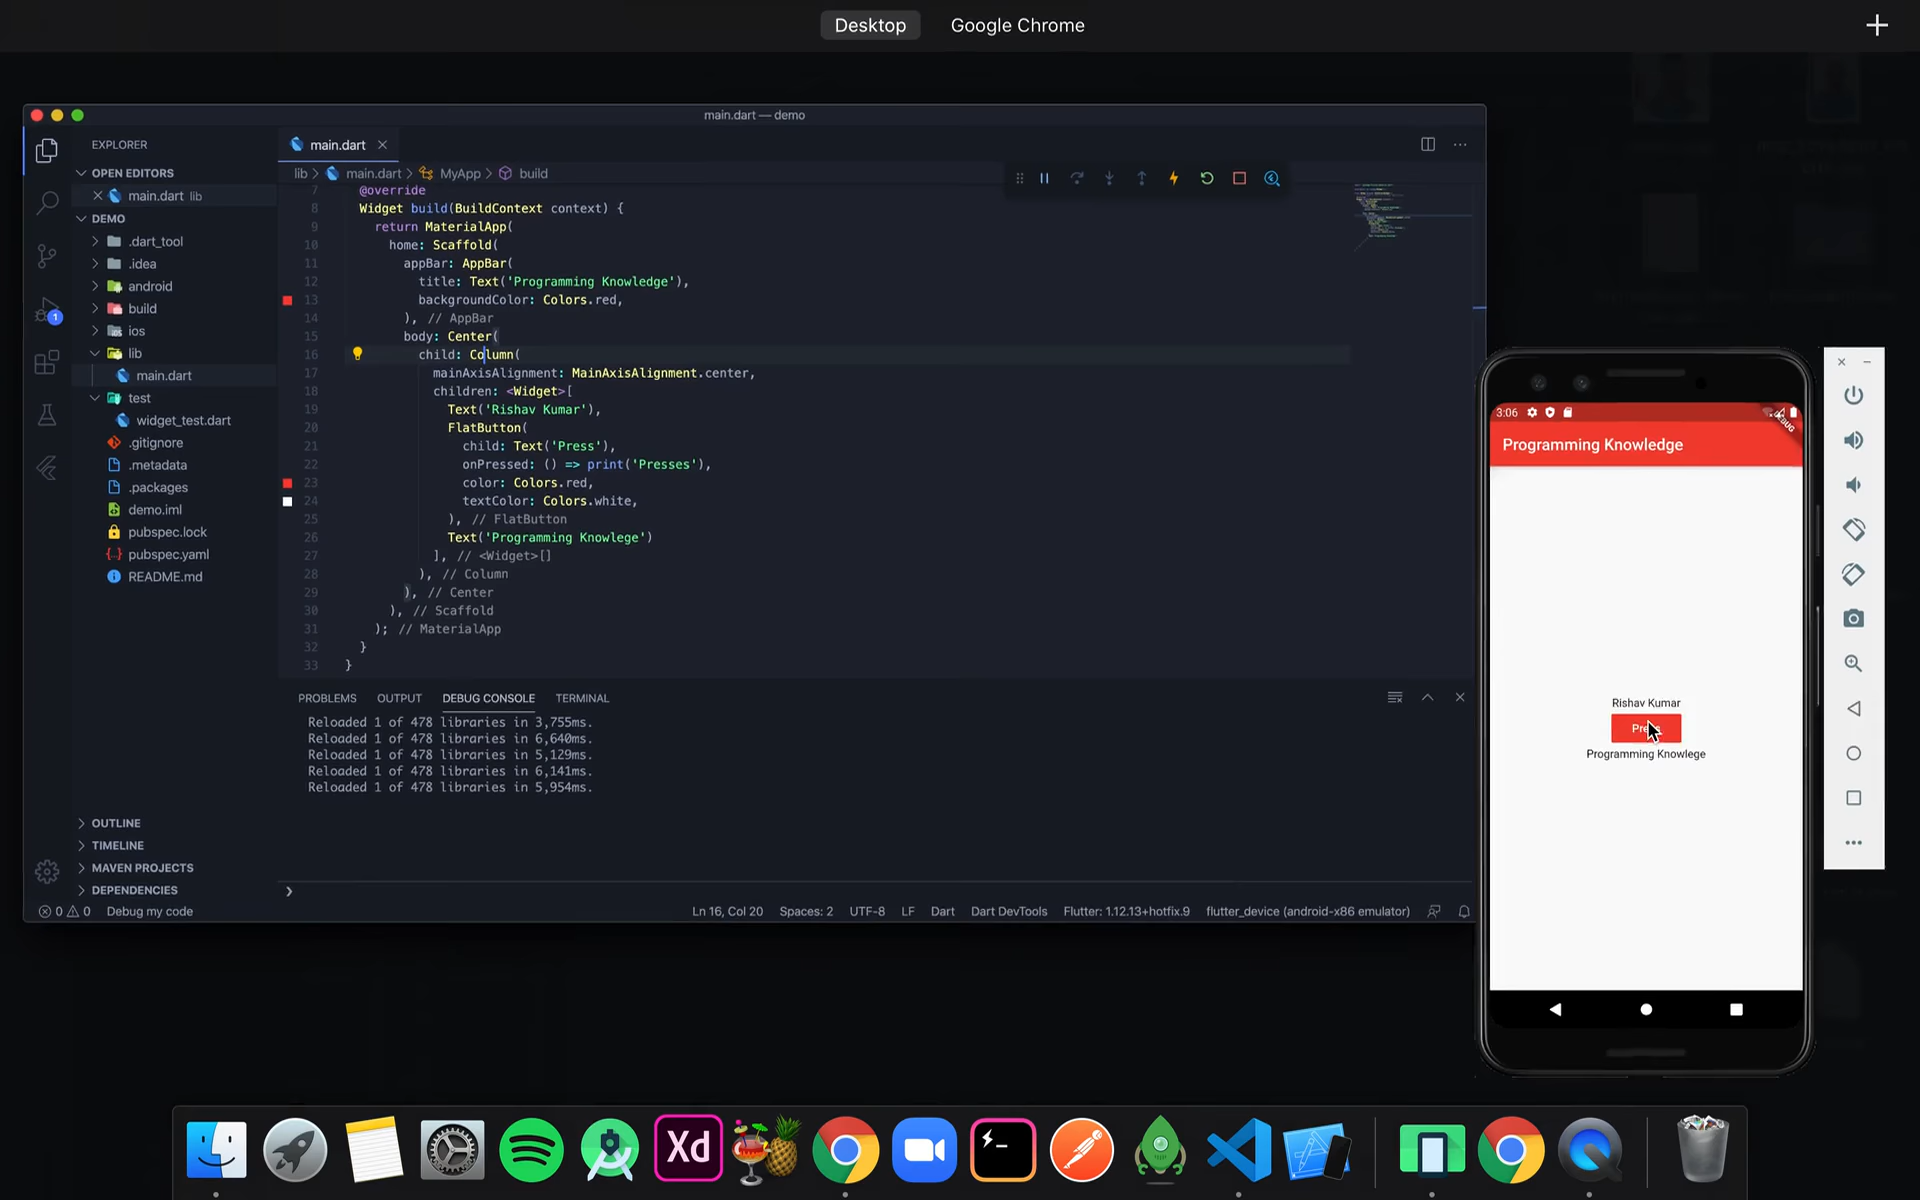 Desktop
Google Chrome
main.dart — demo
EXPLORER
OPEN EDITORS
main.dart lib
DEMO
.dart_tool
.idea
android
build
ios
lib
main.dart
test
widget_test.dart
.gitignore
.metadata
.packages
demo.iml
pubspec.lock
pubspec.yaml
README.md
OUTLINE
TIMELINE
MAVEN PROJECTS
DEPENDENCIES
1
main.dart
lib > main.dart > MyApp > build
7 @override
8 Widget build(BuildContext context) {
9 return MaterialApp(
10 home: Scaffold(
11 appBar: AppBar(
12 title: Text('Programming Knowledge'),
13 backgroundColor: Colors.red,
14 ), // AppBar
15 body: Center(
16 child: Column(
17 mainAxisAlignment: MainAxisAlignment.center,
18 children: <Widget>[
19 Text('Rishav Kumar'),
20 FlatButton(
21 child: Text('Press'),
22 onPressed: () => print('Presses'),
23 color: Colors.red,
24 textColor: Colors.white,
25 ), // FlatButton
26 Text('Programming Knowlege')
27 ], // <Widget>[]
28 ), // Column
29 ), // Center
30 ), // Scaffold
31 ); // MaterialApp
32 }
33 }
PROBLEMS OUTPUT DEBUG CONSOLE TERMINAL
Reloaded 1 of 478 libraries in 3,755ms.
Reloaded 1 of 478 libraries in 6,640ms.
Reloaded 1 of 478 libraries in 5,129ms.
Reloaded 1 of 478 libraries in 6,141ms.
Reloaded 1 of 478 libraries in 5,954ms.
0 0 Debug my code
Ln 16, Col 20 Spaces: 2 UTF-8 LF Dart Dart DevTools Flutter: 1.12.13+hotfix.9 flutter_device (android-x86 emulator)
3:06
Programming Knowledge
Rishav Kumar
Programming Knowlege
Xd